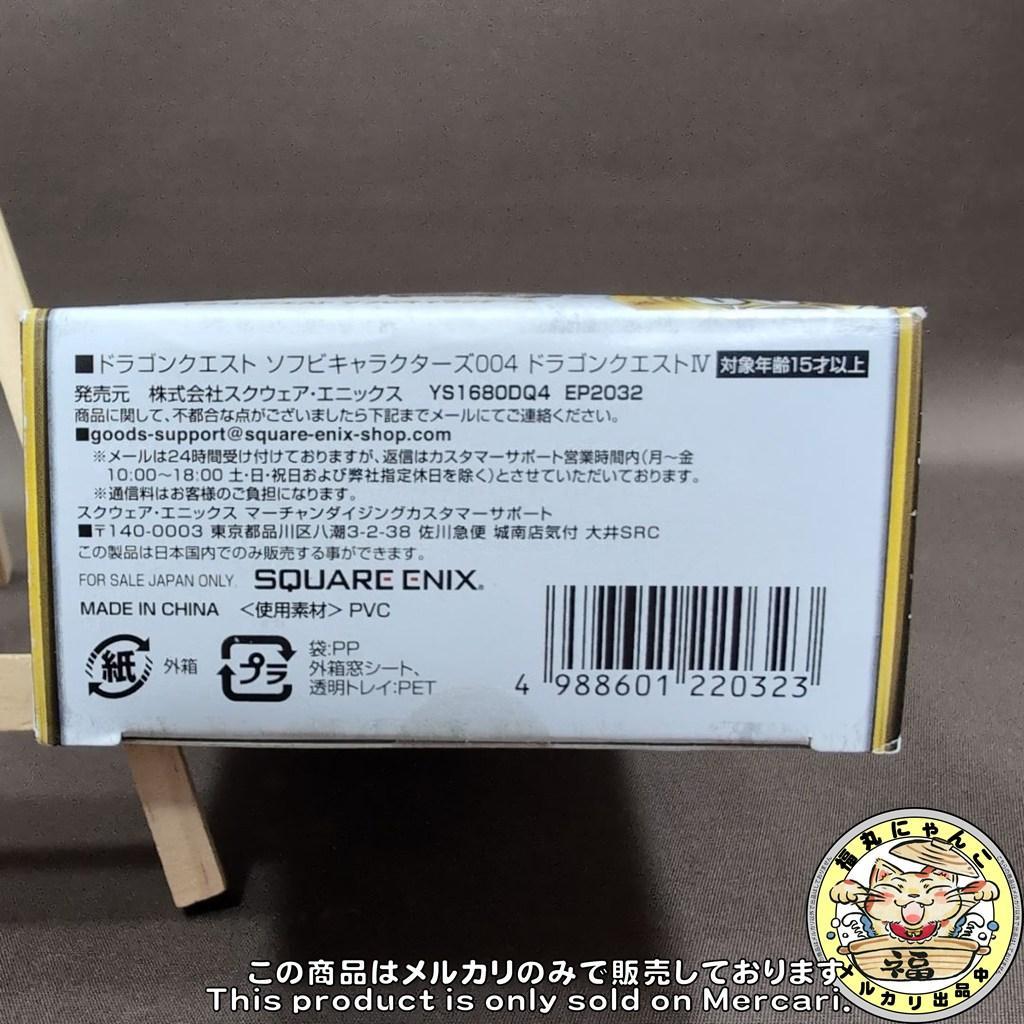 ■ドラゴンクエスト ソフビキャラクターズ004 ドラゴンクエストⅣ 対象年齢15才以上
発売元 株式会社スクウェア・エニックス YS1680DQ4 EP2032
商品に関して、不都合な点がございましたら下記までメールにてご連絡ください。
■goods-support@square-enix-shop.com
※メールは24時間受け付けておりますが、返信はカスタマーサポート営業時間内(月〜金
10:00〜18:00 土・日・祝日および弊社指定休日を除く)とさせていただいております。
※通信料はお客様のご負担になります。
スクウェア・エニックス マーチャンダイジングカスタマーサポート
■〒140-0003 東京都品川区八潮3-2-38 佐川急便 城南店気付 大井SRC
この製品は日本国内でのみ販売する事ができます。
FOR SALE JAPAN ONLY. SQUARE ENIX.
MADE IN CHINA <使用素材> PVC
紙 外箱
プラ 袋:PP
外箱窓シート、
透明トレイ:PET
4 988601 220323
福丸にゃんこ
福
メルカリ出品中
この商品はメルカリのみで販売しております
This product is only sold on Mercari.